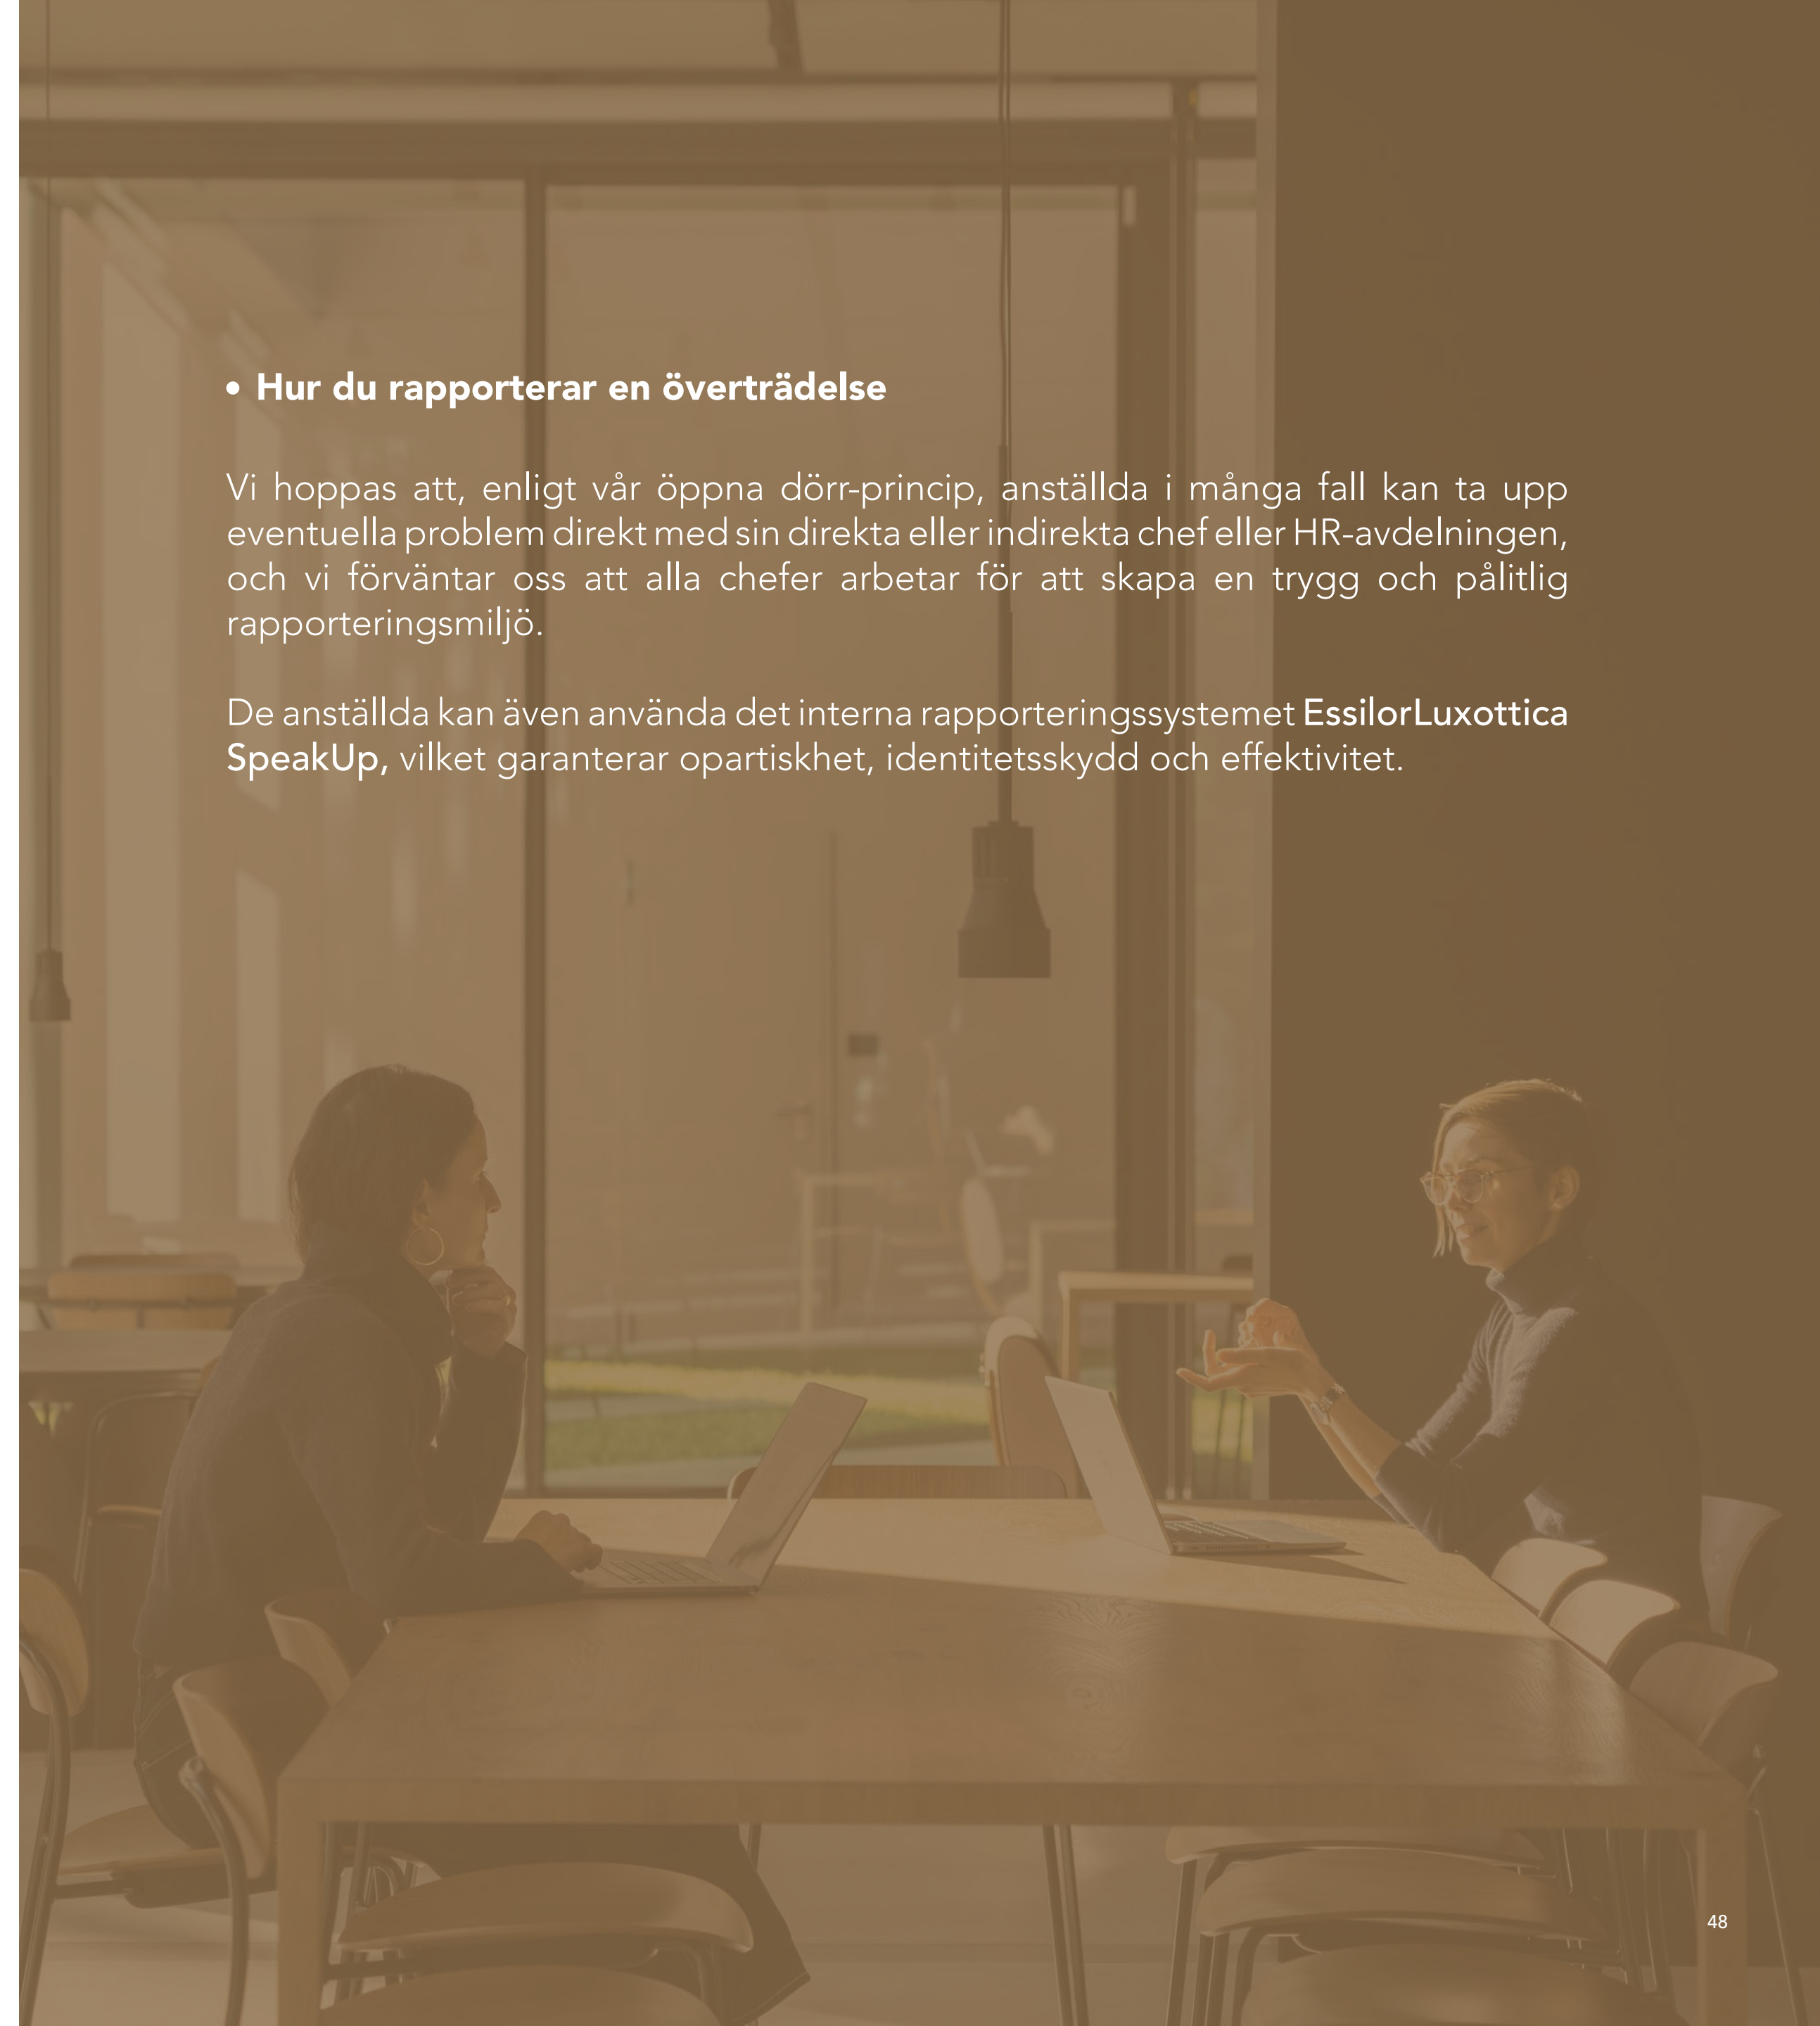 • Hur du rapporterar en överträdelse
Vi hoppas att, enligt vår öppna dörr-princip, anställda i många fall kan ta upp
eventuella problem direkt med sin direkta eller indirekta chef eller HR-avdelningen,
och vi förväntar oss att alla chefer arbetar för att skapa en trygg och pålitlig
rapporteringsmiljö.
De anställda kan även använda det interna rapporteringssystemet EssilorLuxottica
SpeakUp, vilket garanterar opartiskhet, identitetsskydd och effektivitet.
48